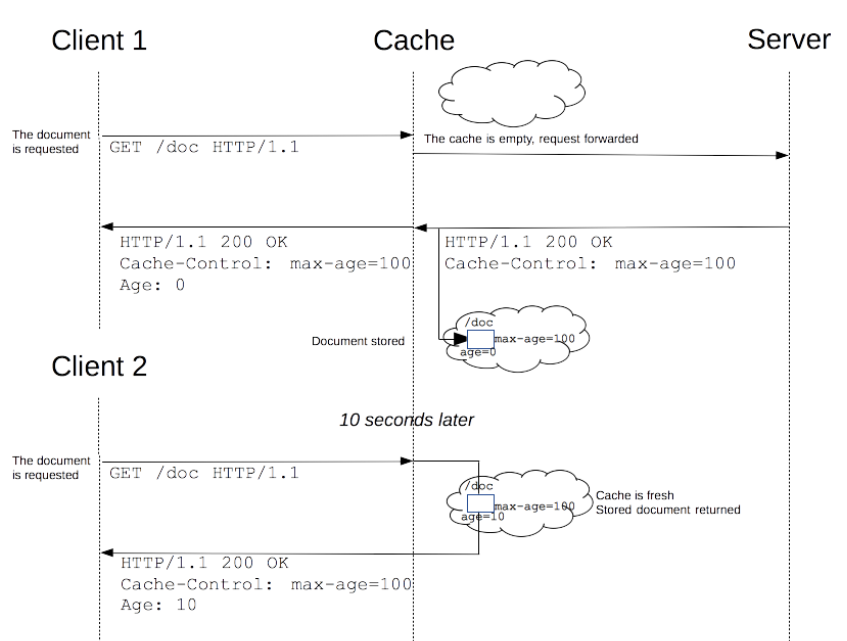 Client 1
Cache
Server
The document
is requested
GET /doc HTTP/1.1
The cache is empty, request forwarded
HTTP/1.1 200 OK
Cache-Control: max-age=100
Age: 0
HTTP/1.1 200 OK
Cache-Control: max-age=100
Document stored
/doc
max-age=100
age=0
Client 2
10 seconds later
The document
is requested
GET /doc HTTP/1.1
/doc
max-age=100
age=10
Cache is fresh
Stored document returned
HTTP/1.1 200 OK
Cache-Control: max-age=100
Age: 10